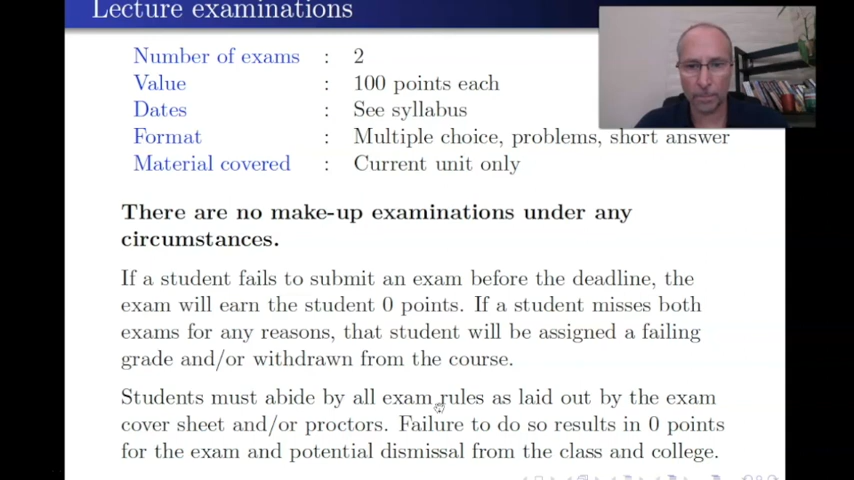 Lecture examinations
Number of exams : 2
Value : 100 points each
Dates : See syllabus
Format : Multiple choice, problems, short answer
Material covered : Current unit only
There are no make-up examinations under any
circumstances.
If a student fails to submit an exam before the deadline, the
exam will earn the student 0 points. If a student misses both
exams for any reasons, that student will be assigned a failing
grade and/or withdrawn from the course.
Students must abide by all exam rules as laid out by the exam
cover sheet and/or proctors. Failure to do so results in 0 points
for the exam and potential dismissal from the class and college.